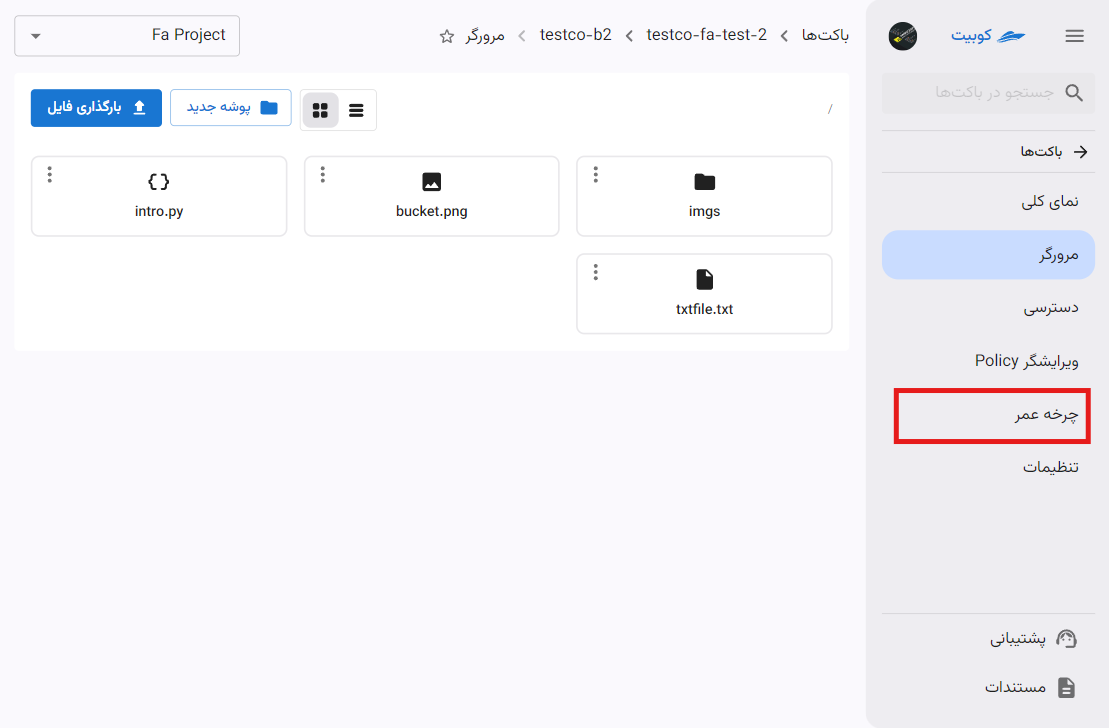 کوبیت
جستجو در باکت‌ها
باکت‌ها
نمای کلی
مرورگر
دسترسی
ویرایشگر Policy
چرخه عمر
تنظیمات
پشتیبانی
مستندات
باکت‌ها > testco-fa-test-2 > testco-b2 > مرورگر
Fa Project
/
پوشه جدید
بارگذاری فایل
imgs
bucket.png
intro.py
txtfile.txt